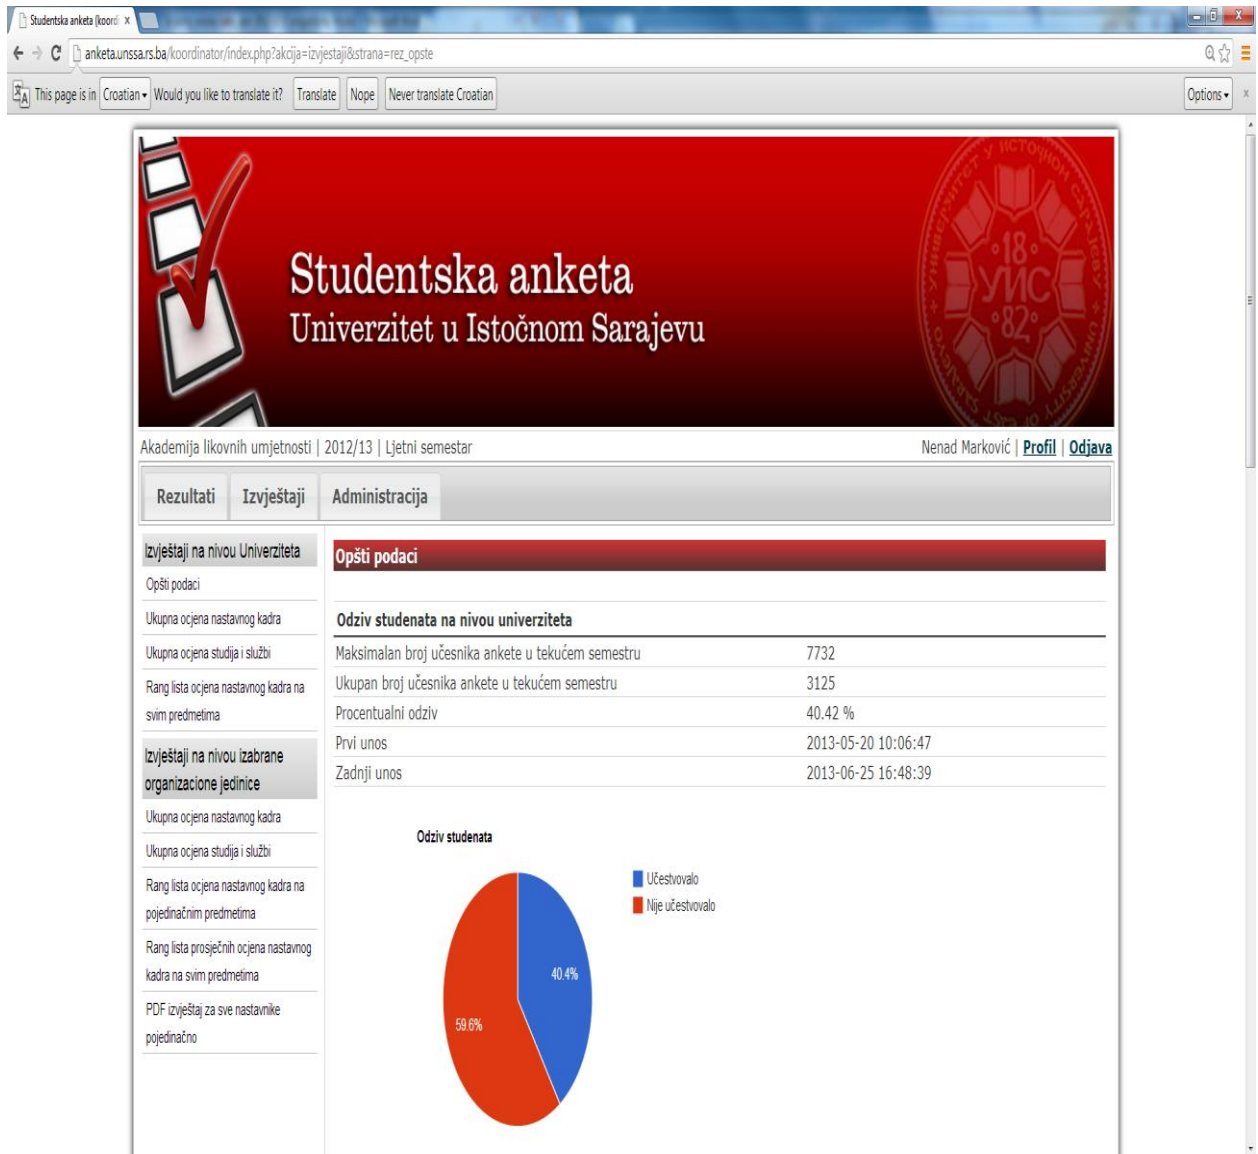 Studentska anketa (koordi x
anketa.unssa.rs.ba/koordinator/index.php?akcija=izvjestaji&strana=rez_opste
This page is in Croatian Would you like to translate it? Translate Nope Never translate Croatian Options x
Studentska anketa
Univerzitet u Istočnom Sarajevu
18 УИС 82
Akademija likovnih umjetnosti | 2012/13 | Ljetni semestar Nenad Marković | Profil | Odjava
Rezultati Izvještaji Administracija
Izvještaji na nivou Univerziteta
Opšti podaci
Ukupna ocjena nastavnog kadra
Ukupna ocjena studija i službi
Rang lista ocjena nastavnog kadra na
svim predmetima
Izvještaji na nivou izabrane
organizacione jedinice
Ukupna ocjena nastavnog kadra
Ukupna ocjena studija i službi
Rang lista ocjena nastavnog kadra na
pojedinačnim predmetima
Rang lista prosječnih ocjena nastavnog
kadra na svim predmetima
PDF izvještaj za sve nastavnike
pojedinačno
Opšti podaci
Odziv studenata na nivou univerziteta
Maksimalan broj učesnika ankete u tekućem semestru 7732
Ukupan broj učesnika ankete u tekućem semestru 3125
Procentualni odziv 40.42 %
Prvi unos 2013-05-20 10:06:47
Zadnji unos 2013-06-25 16:48:39
Odziv studenata
Učestvovalo
Nije učestvovalo
40.4%
59.6%